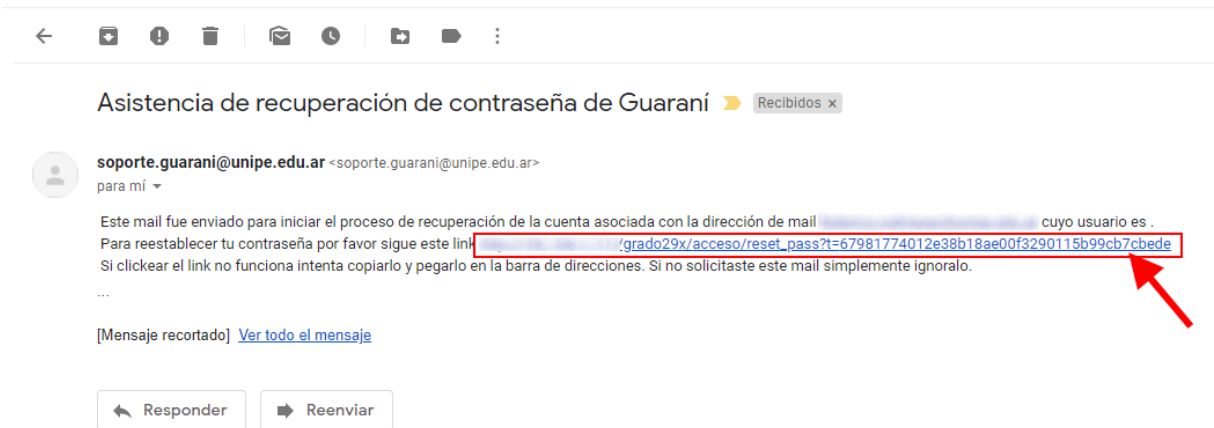 Asistencia de recuperación de contraseña de Guaraní Recibidos x
soporte.guarani@unipe.edu.ar <soporte.guarani@unipe.edu.ar>
para mí
Este mail fue enviado para iniciar el proceso de recuperación de la cuenta asociada con la dirección de mail cuyo usuario es .
Para reestablecer tu contraseña por favor sigue este link /grado29x/acceso/reset_pass?t=67981774012e38b18ae00f3290115b99cb7cbede
Si clickear el link no funciona intenta copiarlo y pegarlo en la barra de direcciones. Si no solicitaste este mail simplemente ignoralo.
...
[Mensaje recortado] Ver todo el mensaje
Responder Reenviar